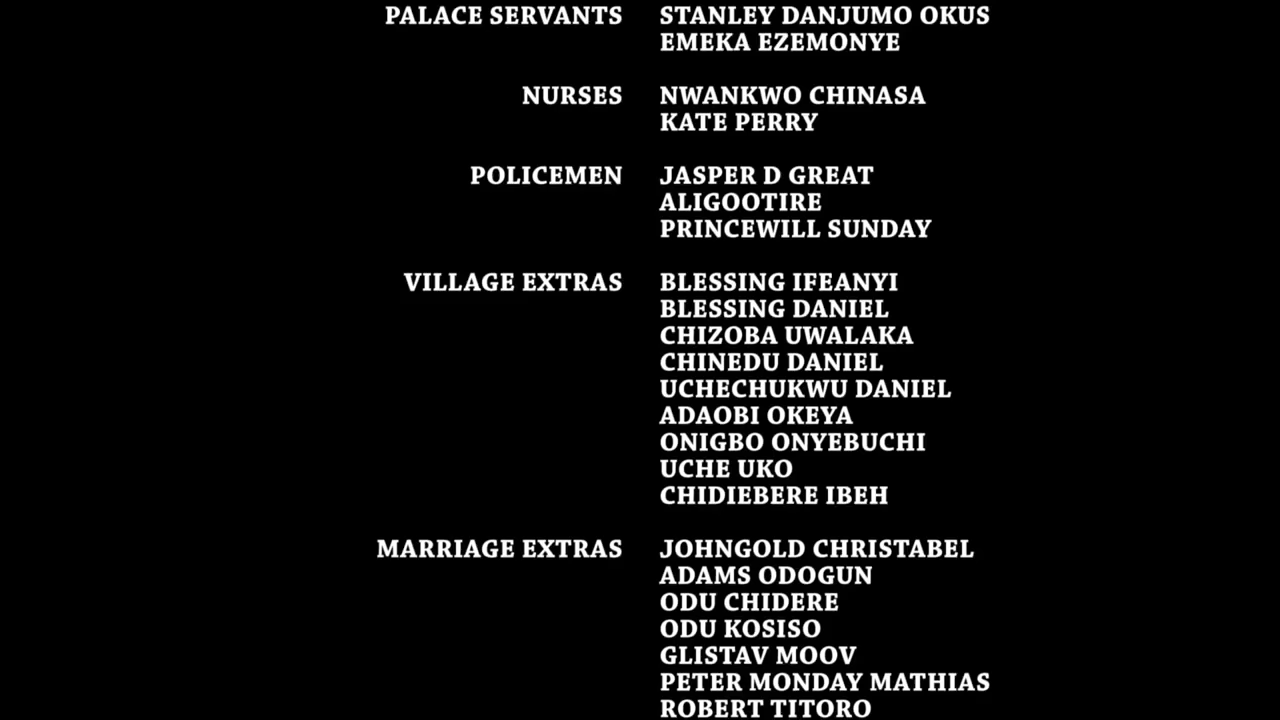 PALACE SERVANTS STANLEY DANJUMO OKUS
EMEKA EZEMONYE
NURSES NWANKWO CHINASA
KATE PERRY
POLICEMEN JASPER D GREAT
ALIGOOTIRE
PRINCEWILL SUNDAY
VILLAGE EXTRAS BLESSING IFEANYI
BLESSING DANIEL
CHIZOBA UWALAKA
CHINEDU DANIEL
UCHECHUKWU DANIEL
ADAOBI OKEYA
ONIGBO ONYEBUCHI
UCHE UKO
CHIDIEBERE IBEH
MARRIAGE EXTRAS JOHNGOLD CHRISTABEL
ADAMS ODOGUN
ODU CHIDERE
ODU KOSISO
GLISTAV MOOV
PETER MONDAY MATHIAS
ROBERT TITORO